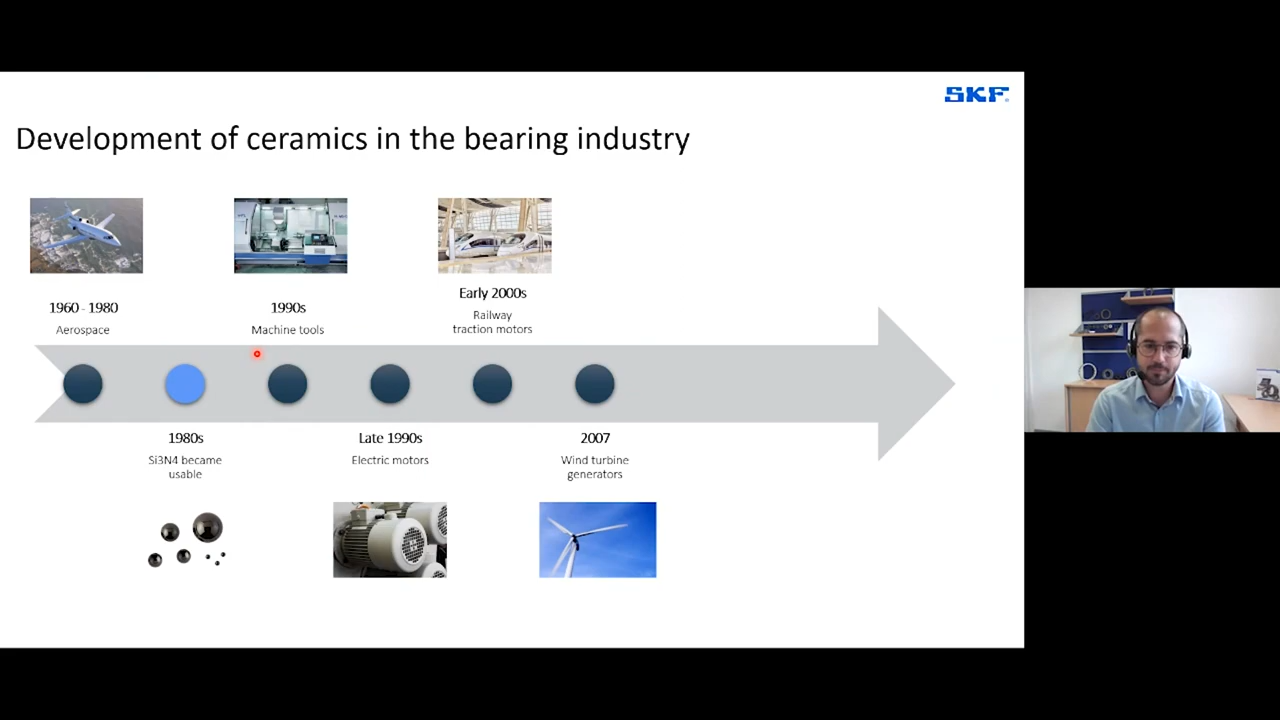 SKF
Development of ceramics in the bearing industry
1960 - 1980
Aerospace
1990s
Machine tools
Early 2000s
Railway
traction motors
1980s
Si3N4 became
usable
Late 1990s
Electric motors
2007
Wind turbine
generators